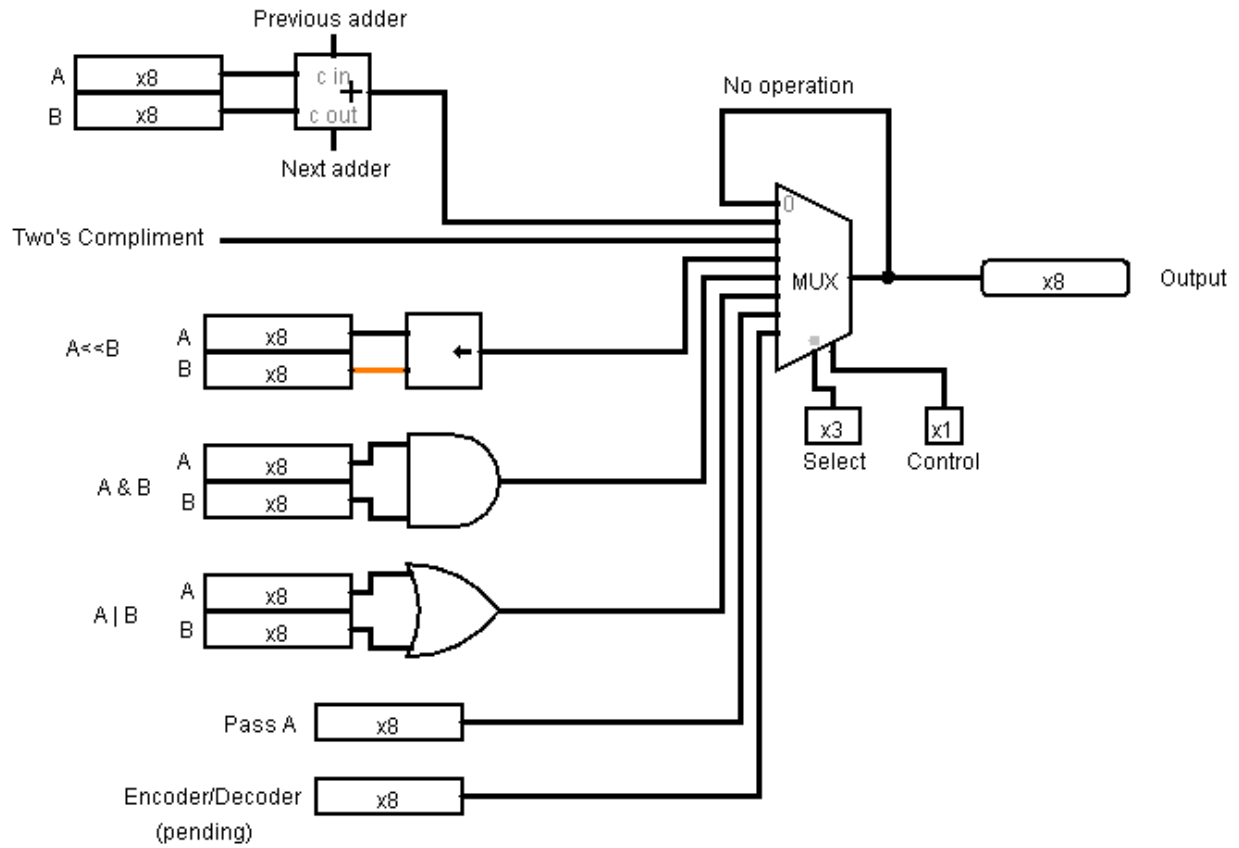 Previous adder
A
x8
c in
B
x8
c out
Next adder
No operation
0
Two's Compliment
MUX
x8
Output
A<<B
A
x8
B
x8
x3
x1
Select
Control
A & B
A
x8
B
x8
A | B
A
x8
B
x8
Pass A
x8
Encoder/Decoder
x8
(pending)